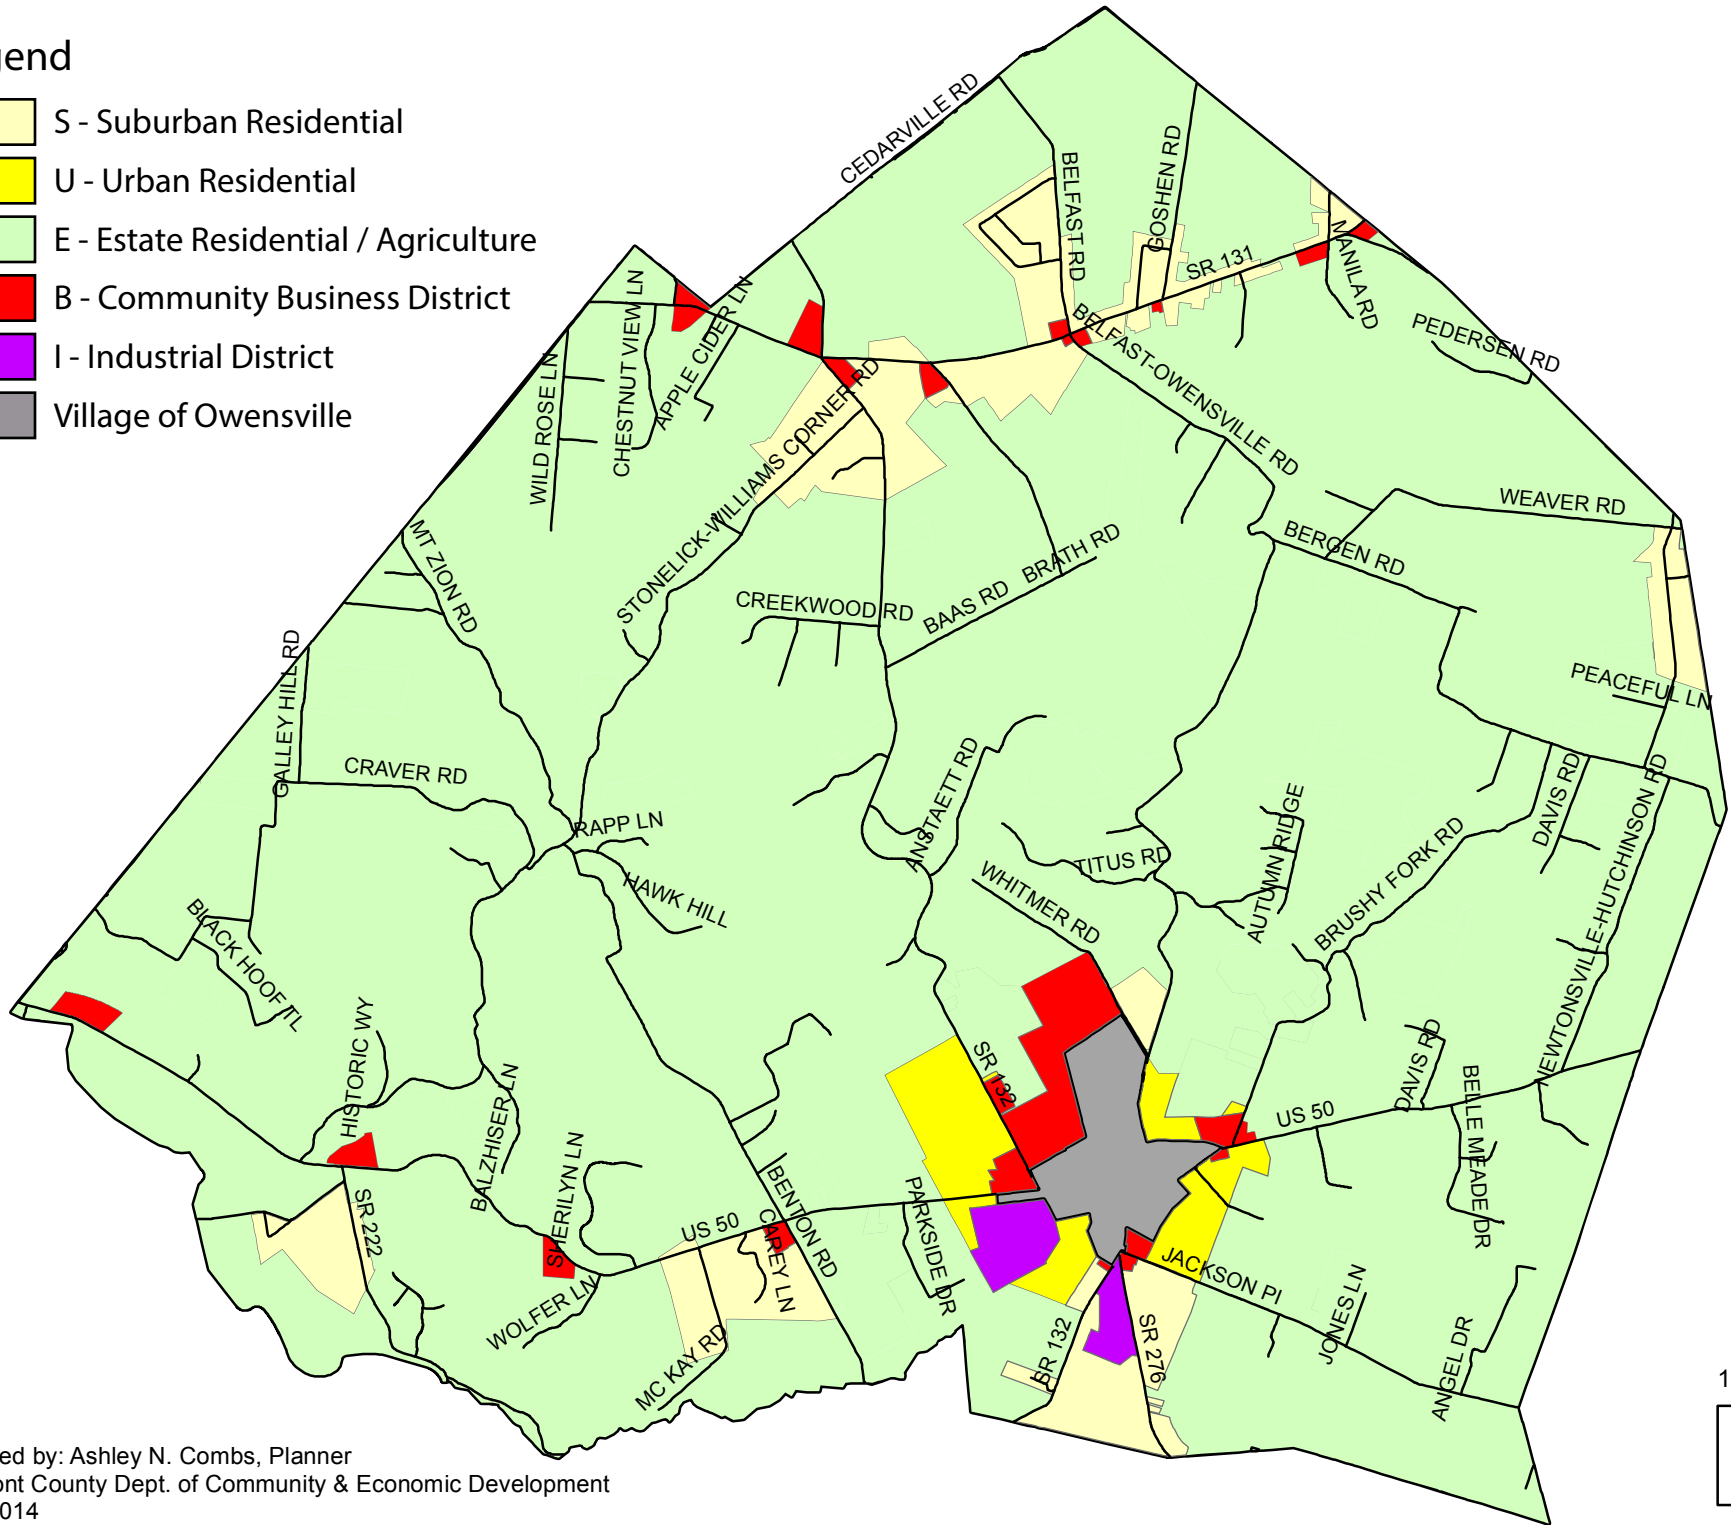 gend
S - Suburban Residential
U - Urban Residential
E - Estate Residential / Agriculture
B - Community Business District
I - Industrial District
Village of Owensville
CEDARVILLE RD
BELFAST RD
GOSHEN RD
SR 131
MANILA RD
PEDERSEN RD
BELFAST-OWENSVILLE RD
WILD ROSE LN
CHESTNUT VIEW LN
APPLE CIDER LN
STONELICK-WILLIAMS CORNER RD
WEAVER RD
BERGEN RD
MT ZION RD
CREEKWOOD RD
BAAS RD
BRATH RD
PEACEFUL LN
GALLEY HILL RD
CRAVER RD
RAPP LN
HAWK HILL
ANSTAETT RD
WHITMER RD
TITUS RD
AUTUMN RIDGE
BRUSHY FORK RD
DAVIS RD
NEWTONSVILLE-HUTCHINSON RD
BLACK HOOF TL
HISTORIC WY
BALZHISER LN
SHERILYN LN
SR 132
DAVIS RD
BELLE MEADE DR
US 50
SR 222
US 50
CAREY LN
BENTON RD
PARKSIDE DR
WOLFER LN
MC KAY RD
SR 132
SR 276
JACKSON PI
JONES LN
ANGEL DR
1
ed by: Ashley N. Combs, Planner
ont County Dept. of Community & Economic Development
014